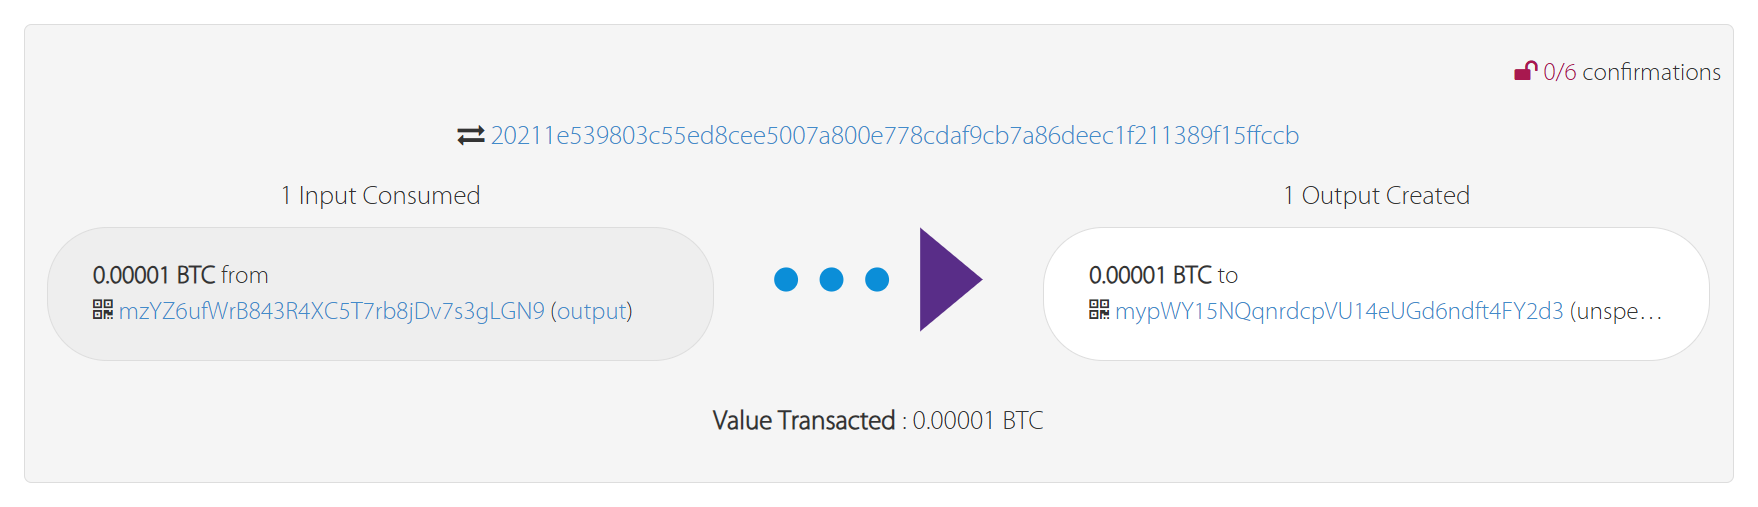 0/6 confirmations
20211e539803c55ed8cee5007a800e778cdaf9cb7a86deec1f211389f15ffccb
1 Input Consumed
1 Output Created
0.00001 BTC from
mzYZ6ufWrB843R4XC5T7rb8jDv7s3gLGN9 (output)
0.00001 BTC to
mypWY15NQqnrdcpVU14eUGd6ndft4FY2d3 (unspe…
Value Transacted : 0.00001 BTC